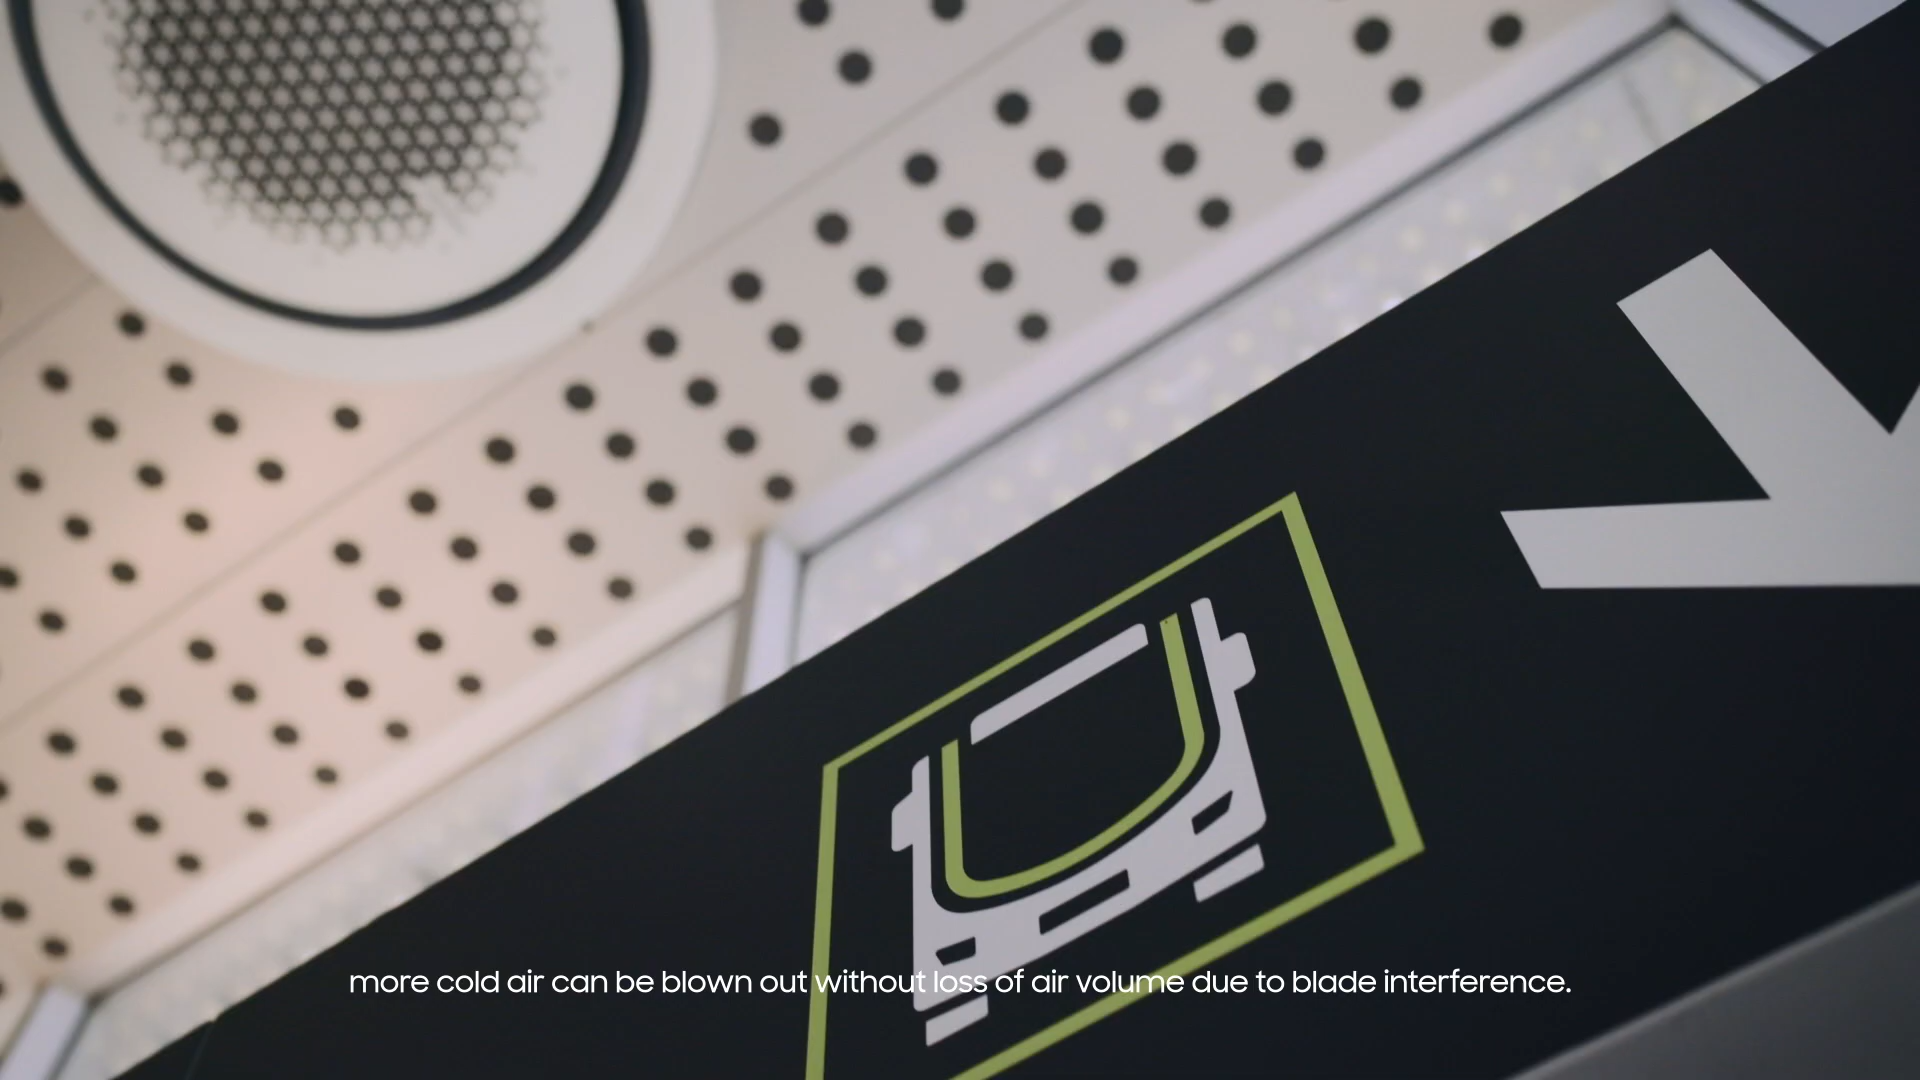 more cold air can be blown out without loss of air volume due to blade interference.